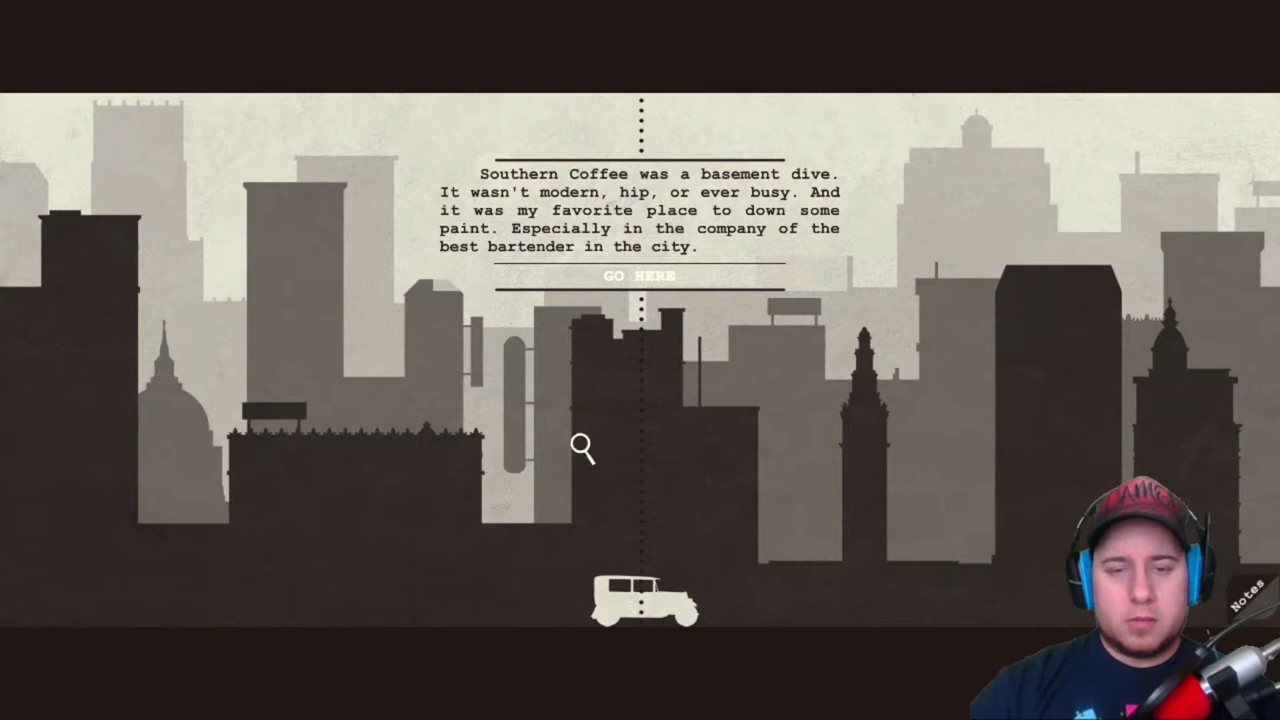 Southern Coffee was a basement dive.
It wasn't modern, hip, or ever busy. And
it was my favorite place to down some
paint. Especially in the company of the
best bartender in the city.
GO HERE
Notes